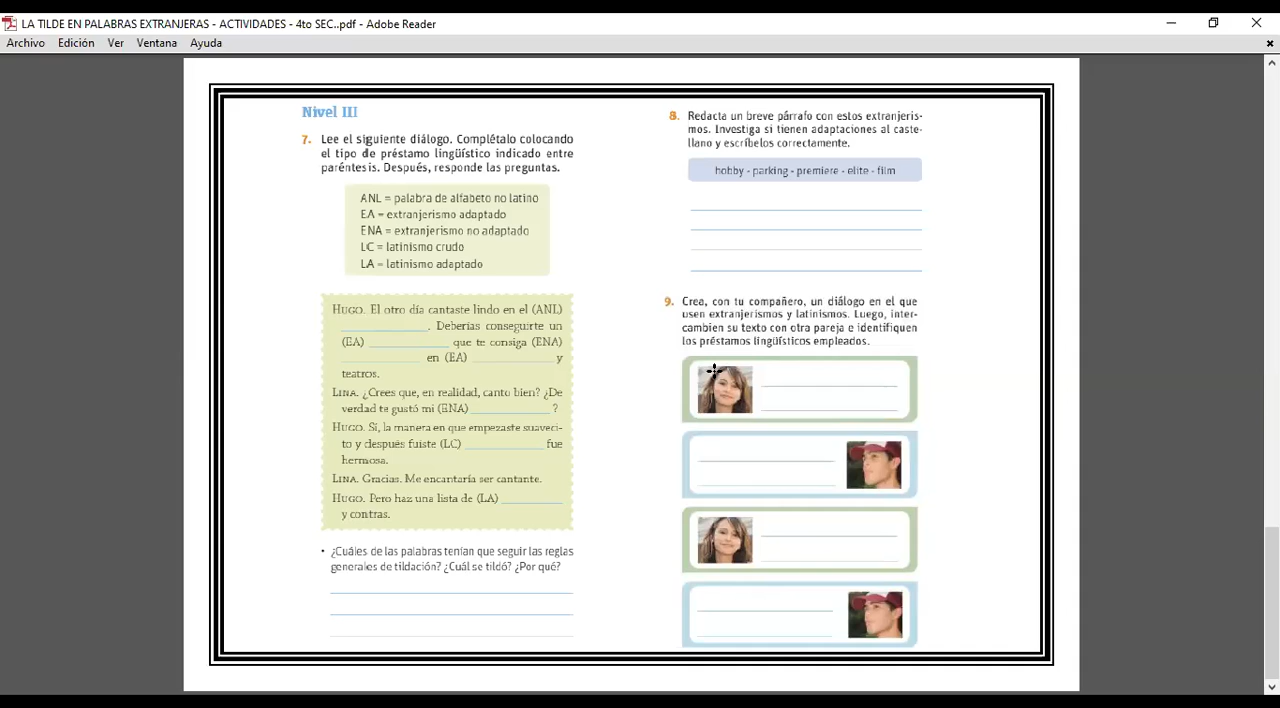 LA TILDE EN PALABRAS EXTRANJERAS - ACTIVIDADES - 4to SEC..pdf - Adobe Reader
Archivo Edición Ver Ventana Ayuda
Nivel III
7. Lee el siguiente diálogo. Complétalo colocando
el tipo de préstamo lingüístico indicado entre
paréntesis. Después, responde las preguntas.
ANL = palabra de alfabeto no latino
EA = extranjerismo adaptado
ENA = extranjerismo no adaptado
LC = latinismo crudo
LA = latinismo adaptado
HUGO. El otro día cantaste lindo en el (ANL)
. Deberías conseguirte un
(EA) que te consiga (ENA)
en (EA) y
teatros.
LINA. ¿Crees que, en realidad, canto bien? ¿De
verdad te gustó mi (ENA) ?
HUGO. Sí, la manera en que empezaste suaveci-
to y después fuiste (LC) fue
hermosa.
LINA. Gracias. Me encantaría ser cantante.
HUGO. Pero haz una lista de (LA)
y contras.
• ¿Cuáles de las palabras tenían que seguir las reglas
generales de tildación? ¿Cuál se tildó? ¿Por qué?
8. Redacta un breve párrafo con estos extranjeris-
mos. Investiga si tienen adaptaciones al caste-
llano y escríbelos correctamente.
hobby - parking - premiere - elite - film
9. Crea, con tu compañero, un diálogo en el que
usen extranjerismos y latinismos. Luego, inter-
cambien su texto con otra pareja e identifiquen
los préstamos lingüísticos empleados.